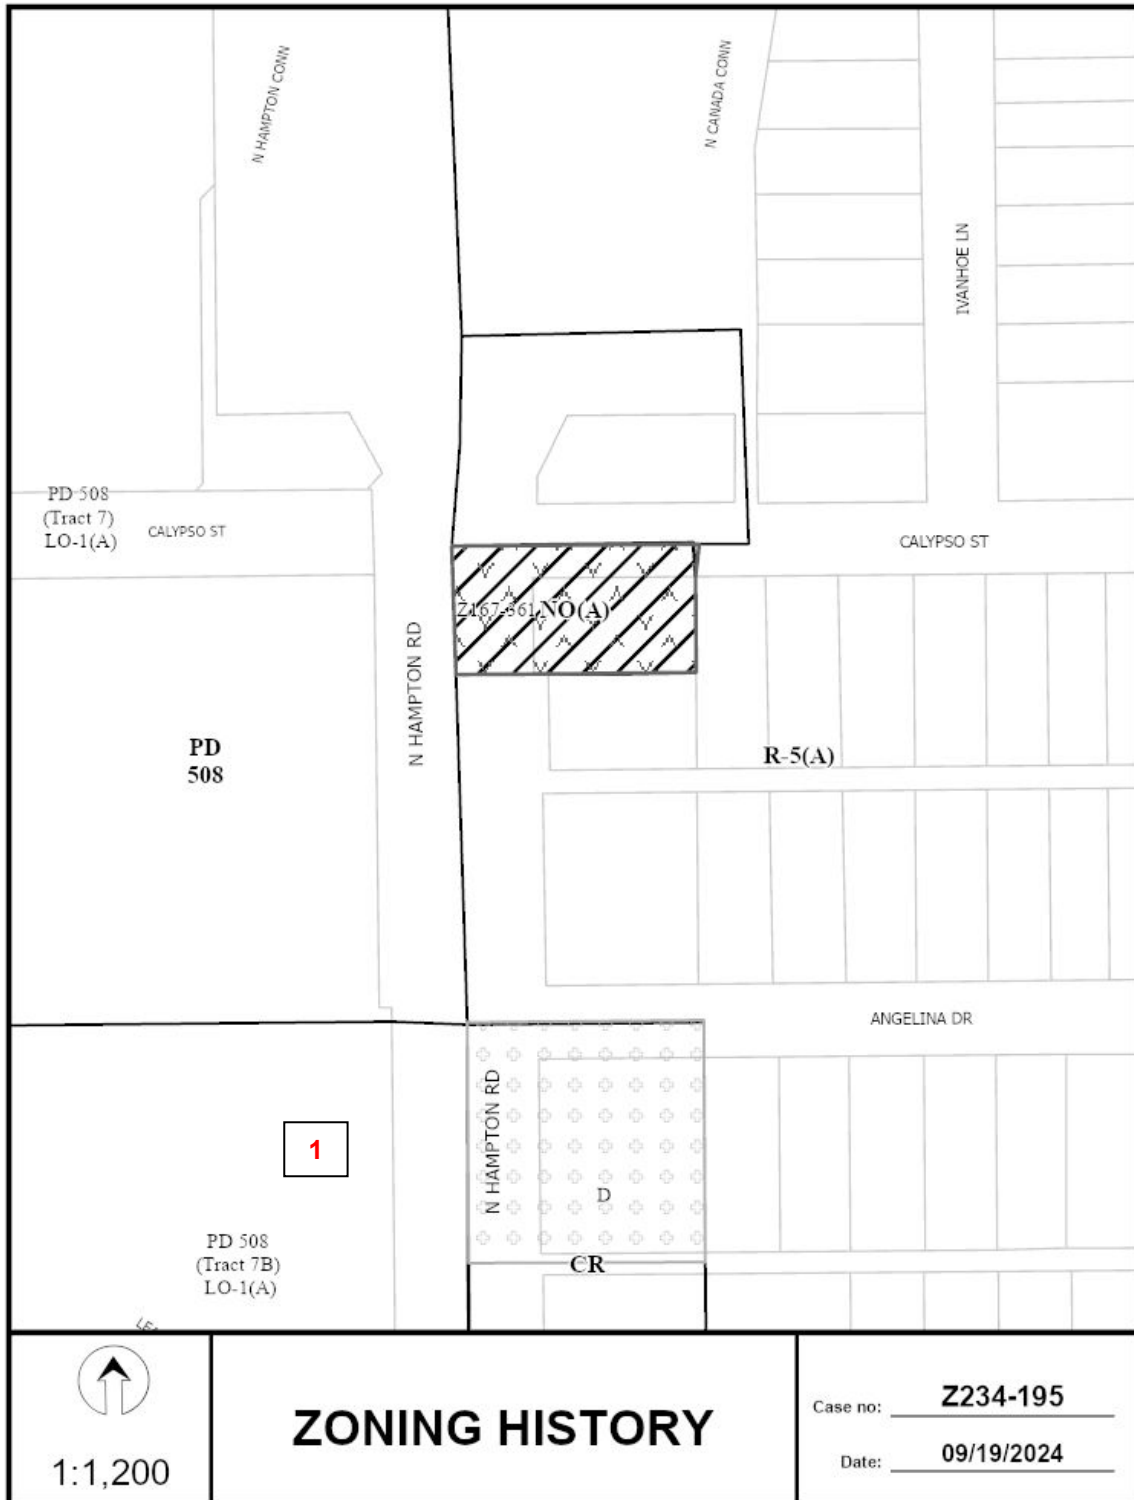 N HAMPTON CONN
N CANADA CONN
IVANHOE LN
PD 508
(Tract 7)
LO-1(A)
CALYPSO ST
CALYPSO ST
Z167-361
NO(A)
N HAMPTON RD
PD
508
R-5(A)
ANGELINA DR
N HAMPTON RD
1
D
PD 508
(Tract 7B)
LO-1(A)
CR
1:1,200
ZONING HISTORY
Case no: Z234-195
Date: 09/19/2024